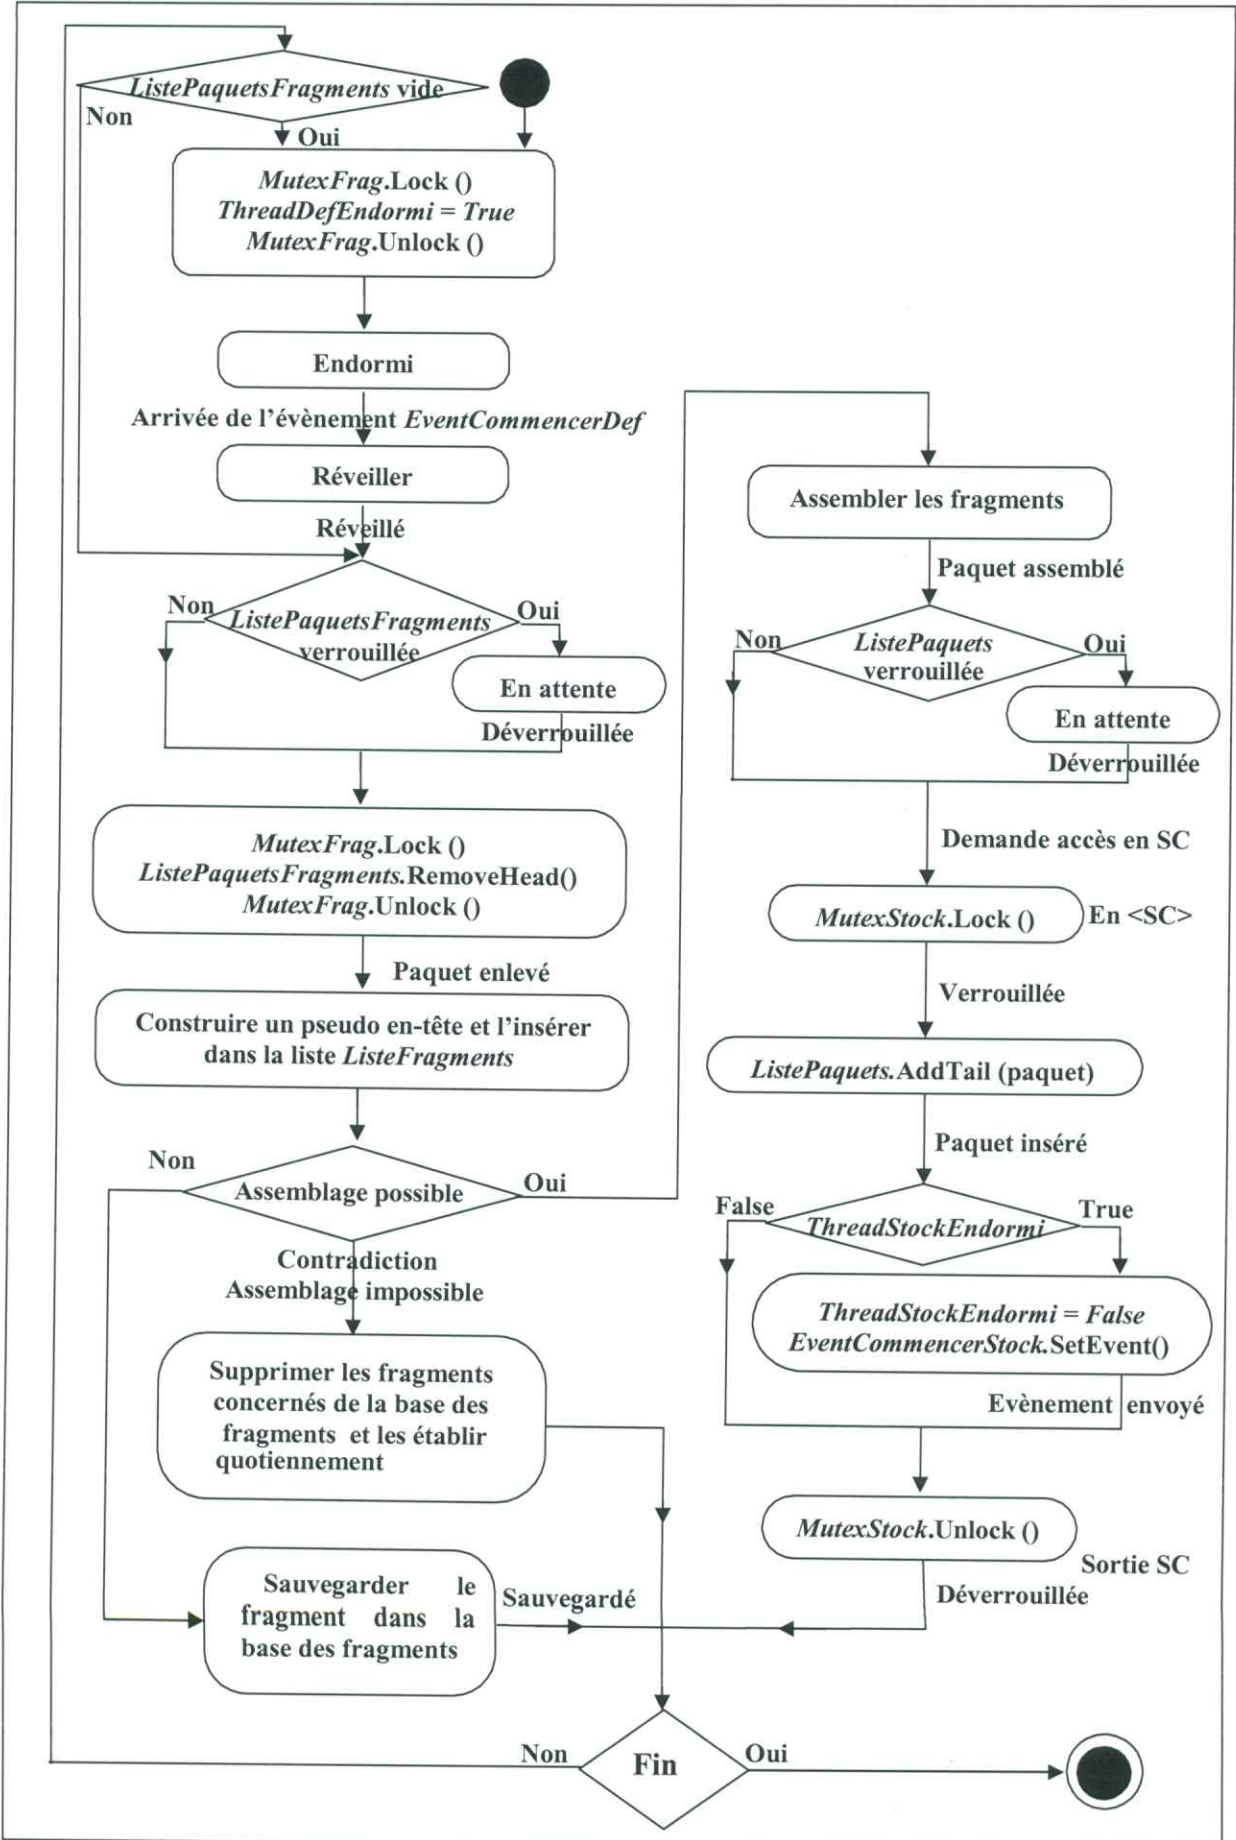 ListePaquetsFragments vide
Non
Oui
MutexFrag.Lock ()
ThreadDefEndormi = True
MutexFrag.Unlock ()
Endormi
Arrivée de l'évènement EventCommencerDef
Réveiller
Réveillé
Non
ListePaquetsFragments
verrouillée
Oui
En attente
Déverrouillée
MutexFrag.Lock ()
ListePaquetsFragments.RemoveHead()
MutexFrag.Unlock ()
Paquet enlevé
Construire un pseudo en-tête et l'insérer
dans la liste ListeFragments
Non
Assemblage possible
Oui
Contradiction
Assemblage impossible
Supprimer les fragments
concernés de la base des
fragments et les établir
quotiennement
Sauvegarder le
fragment dans la
base des fragments
Sauvegardé
Assembler les fragments
Paquet assemblé
Non
ListePaquets
verrouillée
Oui
En attente
Déverrouillée
Demande accès en SC
MutexStock.Lock ()
En <SC>
Verrouillée
ListePaquets.AddTail (paquet)
Paquet inséré
False
ThreadStockEndormi
True
ThreadStockEndormi = False
EventCommencerStock.SetEvent()
Evènement envoyé
MutexStock.Unlock ()
Sortie SC
Déverrouillée
Non
Fin
Oui